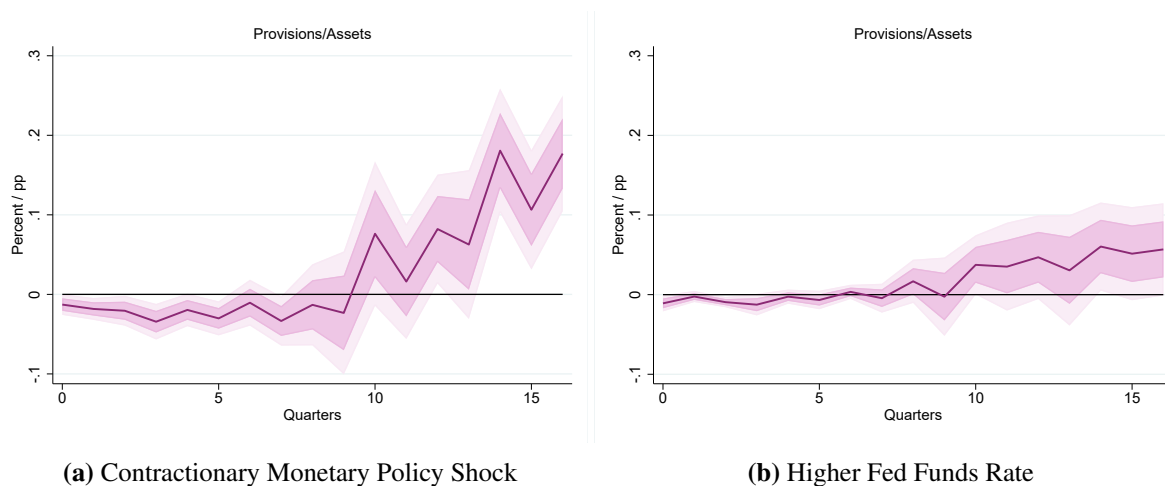 Provisions/Assets
.3
.2
.1
0
-.1
Percent / pp
0 5 10 15
Quarters
(a) Contractionary Monetary Policy Shock
Provisions/Assets
.3
.2
.1
0
-.1
Percent / pp
0 5 10 15
Quarters
(b) Higher Fed Funds Rate